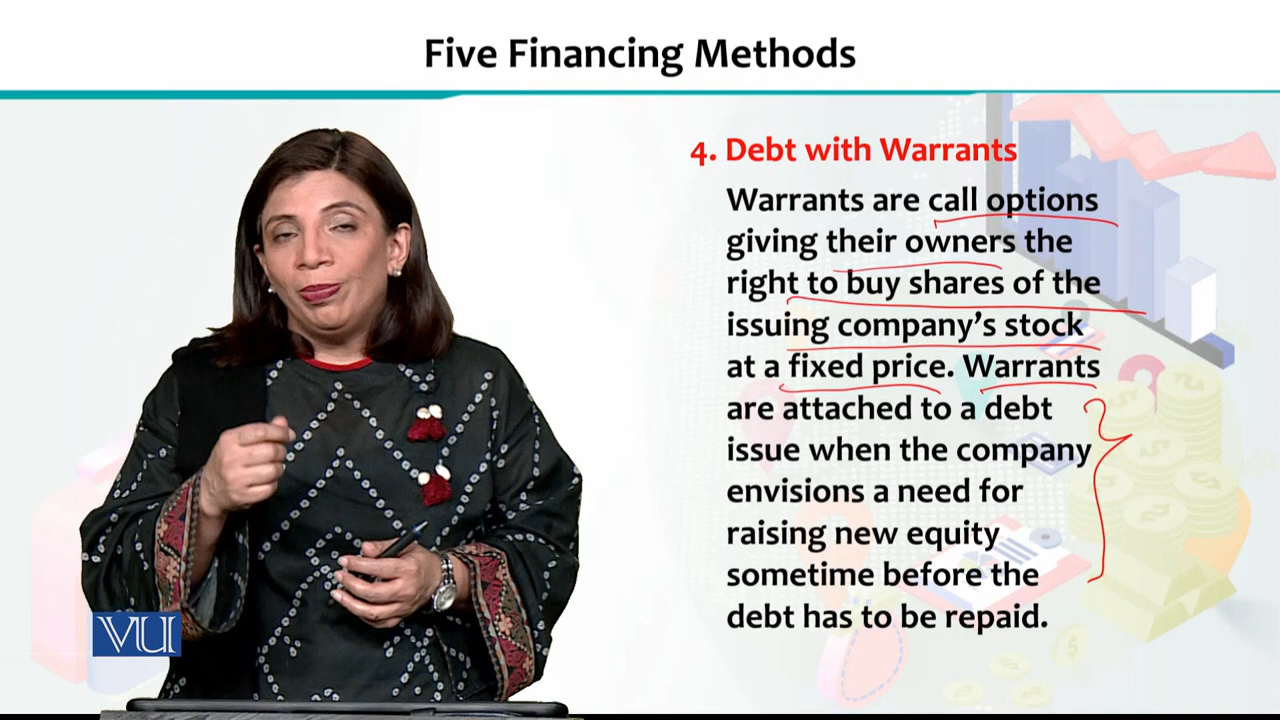 Five Financing Methods
4. Debt with Warrants
Warrants are call options
giving their owners the
right to buy shares of the
issuing company's stock
at a fixed price. Warrants
are attached to a debt
issue when the company
envisions a need for
raising new equity
sometime before the
debt has to be repaid.
VU